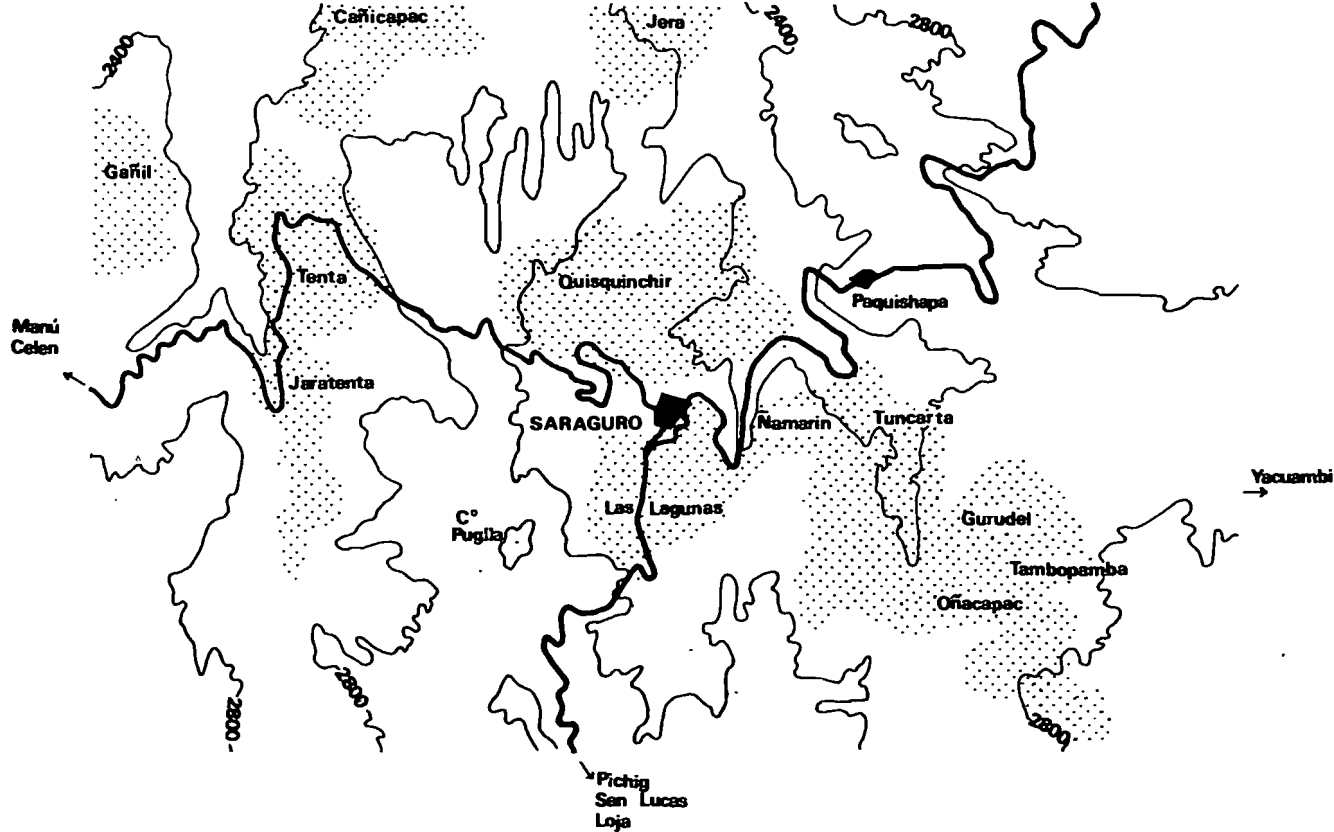 Cañicapac
Jera
2400
2800
2400
Gañil
Tenta
Quisquinchir
Paquishapa
Manú
Celen
Jaratenta
SARAGURO
Ñamarin
Tuncarta
Yacuambi
Las Lagunas
C°
Puglla
Gurudel
Tambopamba
Oñacapac
2800
2800
2800
Pichig
San Lucas
Loja